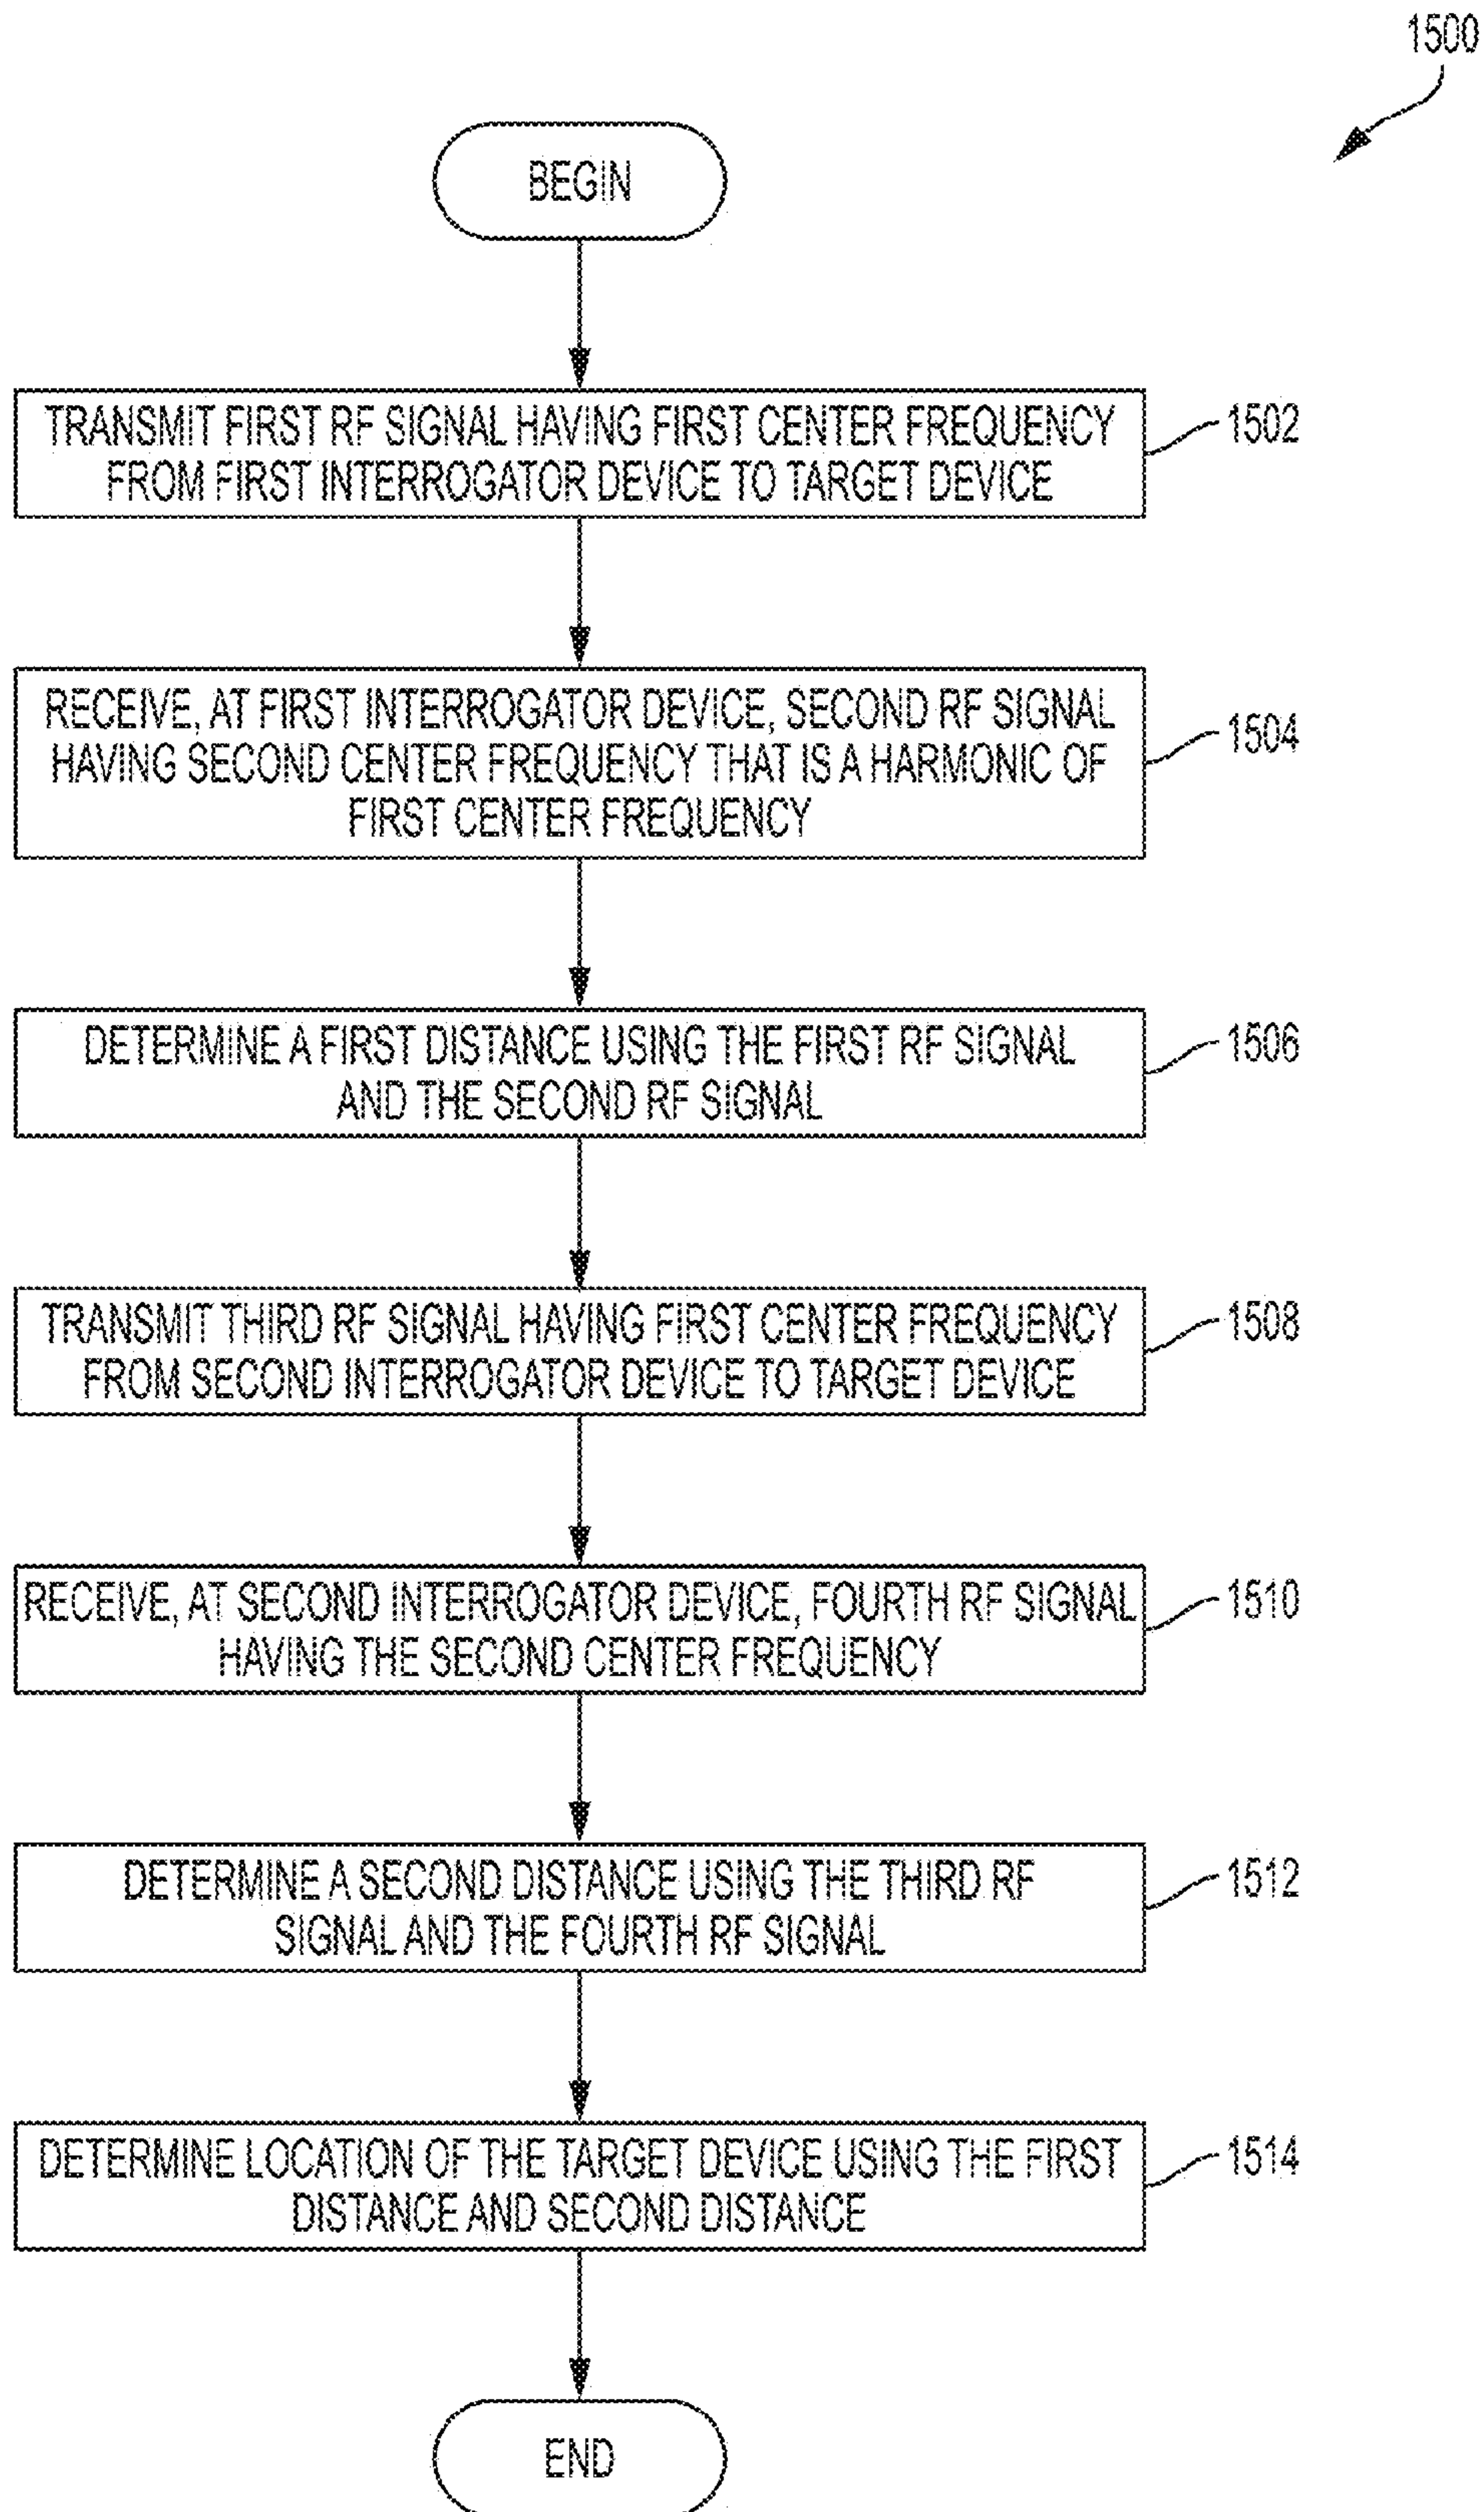 1500
BEGIN
TRANSMIT FIRST RF SIGNAL HAVING FIRST CENTER FREQUENCY
FROM FIRST INTERROGATOR DEVICE TO TARGET DEVICE
1502
RECEIVE, AT FIRST INTERROGATOR DEVICE, SECOND RF SIGNAL
HAVING SECOND CENTER FREQUENCY THAT IS A HARMONIC OF
FIRST CENTER FREQUENCY
1504
DETERMINE A FIRST DISTANCE USING THE FIRST RF SIGNAL
AND THE SECOND RF SIGNAL
1506
TRANSMIT THIRD RF SIGNAL HAVING FIRST CENTER FREQUENCY
FROM SECOND INTERROGATOR DEVICE TO TARGET DEVICE
1508
RECEIVE, AT SECOND INTERROGATOR DEVICE, FOURTH RF SIGNAL
HAVING THE SECOND CENTER FREQUENCY
1510
DETERMINE A SECOND DISTANCE USING THE THIRD RF
SIGNAL AND THE FOURTH RF SIGNAL
1512
DETERMINE LOCATION OF THE TARGET DEVICE USING THE FIRST
DISTANCE AND SECOND DISTANCE
1514
END